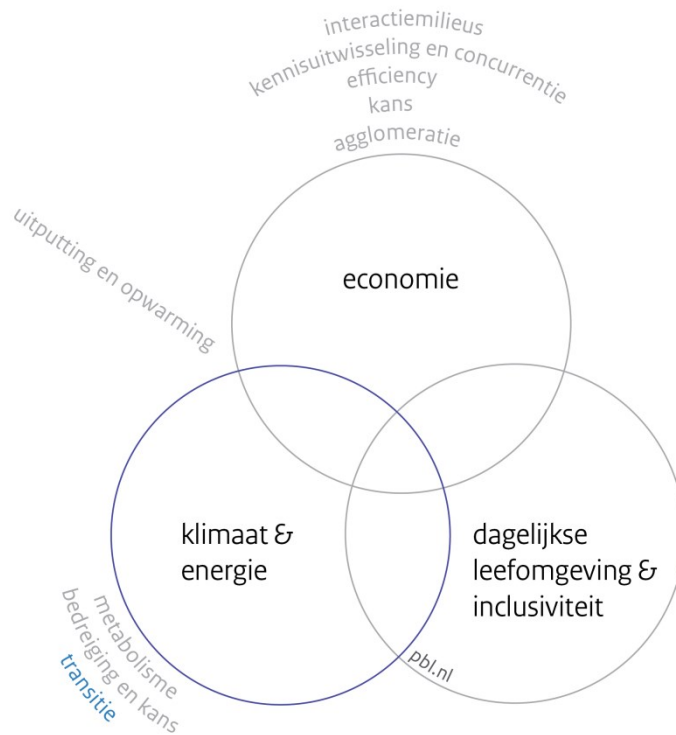 interactiemilieus
kennisuitwisseling en concurrentie
efficiency
kans
agglomeratie
uitputting en opwarming
economie
klimaat &
energie
dagelijkse
leefomgeving &
inclusiviteit
metabolisme
bedreiging en kans
transitie
pbl.nl